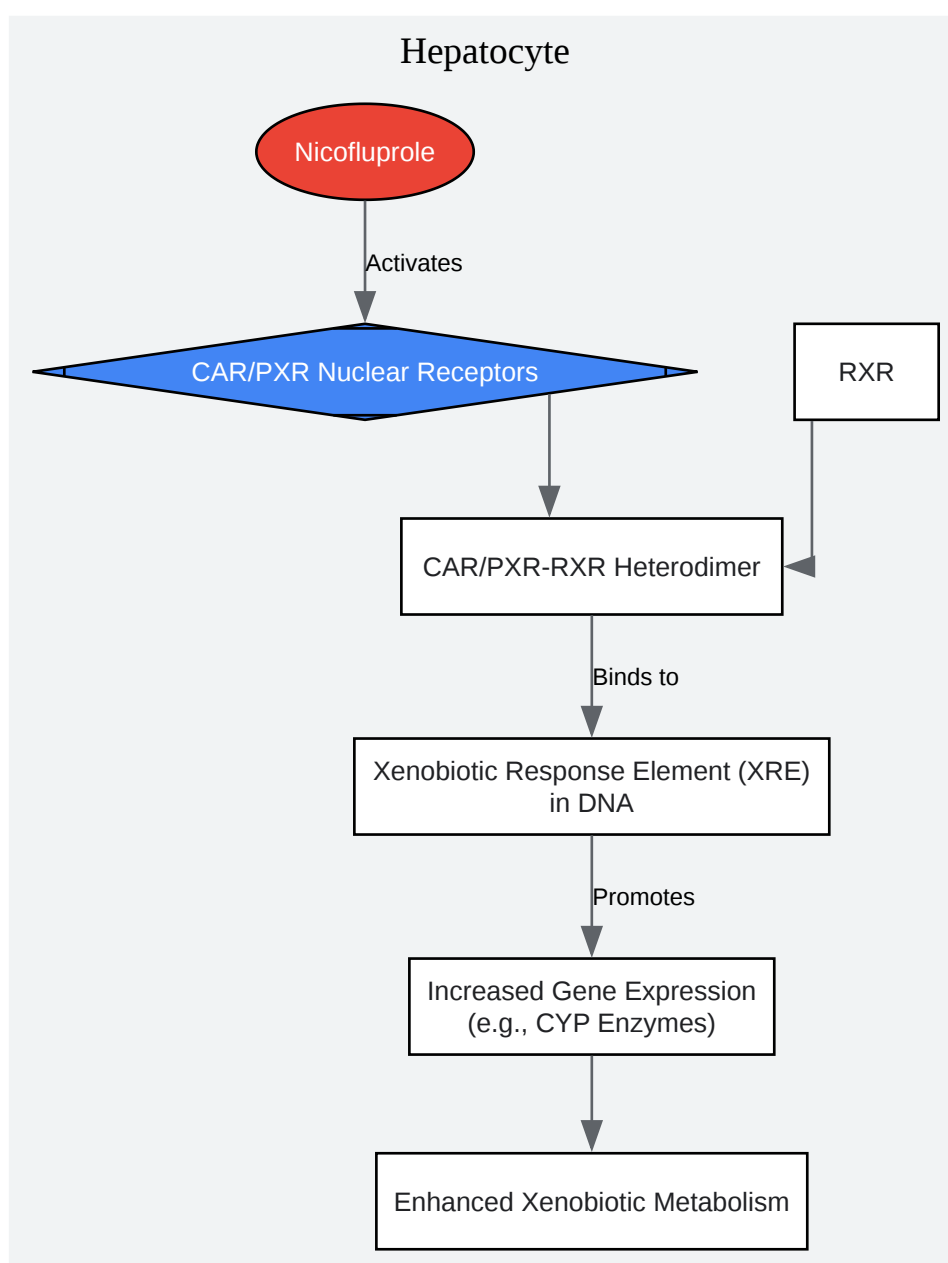 Hepatocyte
Nicofluprole
Activates
CAR/PXR Nuclear Receptors
RXR
CAR/PXR-RXR Heterodimer
Binds to
Xenobiotic Response Element (XRE)
in DNA
Promotes
Increased Gene Expression
(e.g., CYP Enzymes)
Enhanced Xenobiotic Metabolism